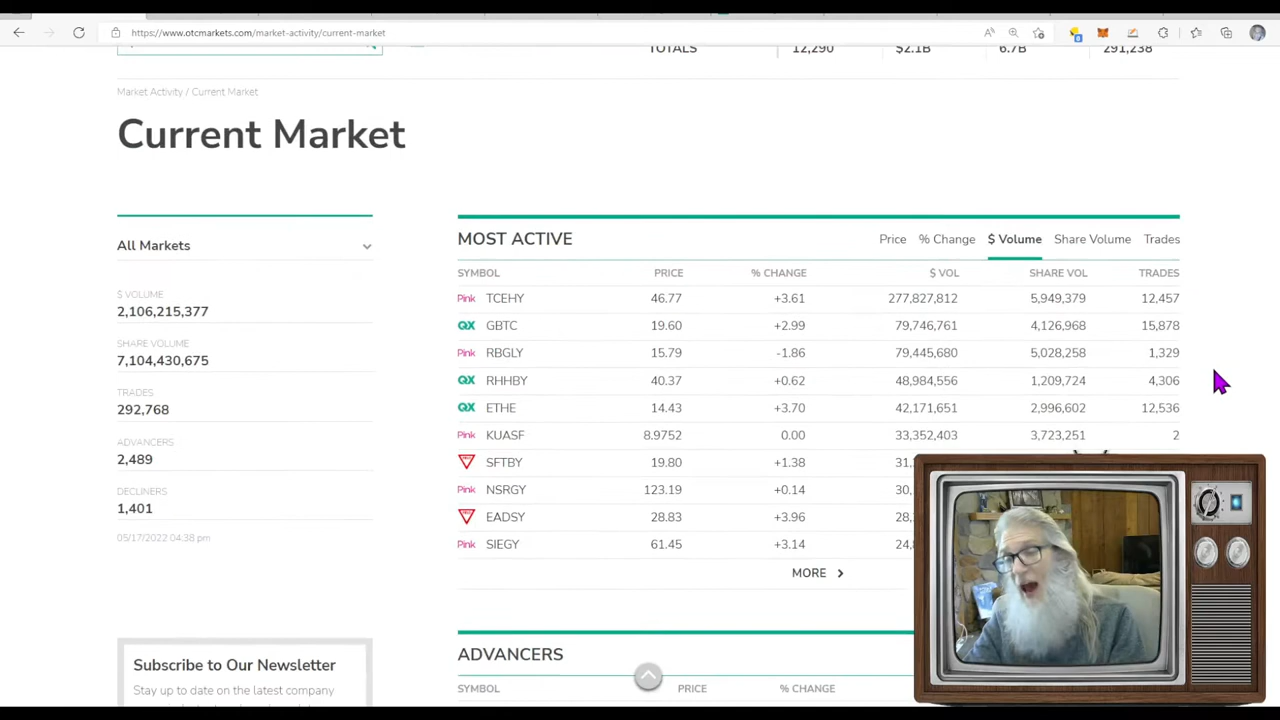 https://www.otcmarkets.com/market-activity/current-market
TOTALS 12,290 $2.1B 6.7B 291,238
Market Activity / Current Market
Current Market
All Markets
$ VOLUME
2,106,215,377
SHARE VOLUME
7,104,430,675
TRADES
292,768
ADVANCERS
2,489
DECLINERS
1,401
05/17/2022 04:38 pm
Subscribe to Our Newsletter
Stay up to date on the latest company
MOST ACTIVE Price % Change $ Volume Share Volume Trades
SYMBOL PRICE % CHANGE $ VOL SHARE VOL TRADES
Pink TCEHY 46.77 +3.61 277,827,812 5,949,379 12,457
QX GBTC 19.60 +2.99 79,746,761 4,126,968 15,878
Pink RBGLY 15.79 -1.86 79,445,680 5,028,258 1,329
QX RHHBY 40.37 +0.62 48,984,556 1,209,724 4,306
QX ETHE 14.43 +3.70 42,171,651 2,996,602 12,536
Pink KUASF 8.9752 0.00 33,352,403 3,723,251 2
SFTBY 19.80 +1.38 31,
Pink NSRGY 123.19 +0.14 30,
EADSY 28.83 +3.96 28,
Pink SIEGY 61.45 +3.14 24,
MORE
ADVANCERS
SYMBOL PRICE % CHANGE